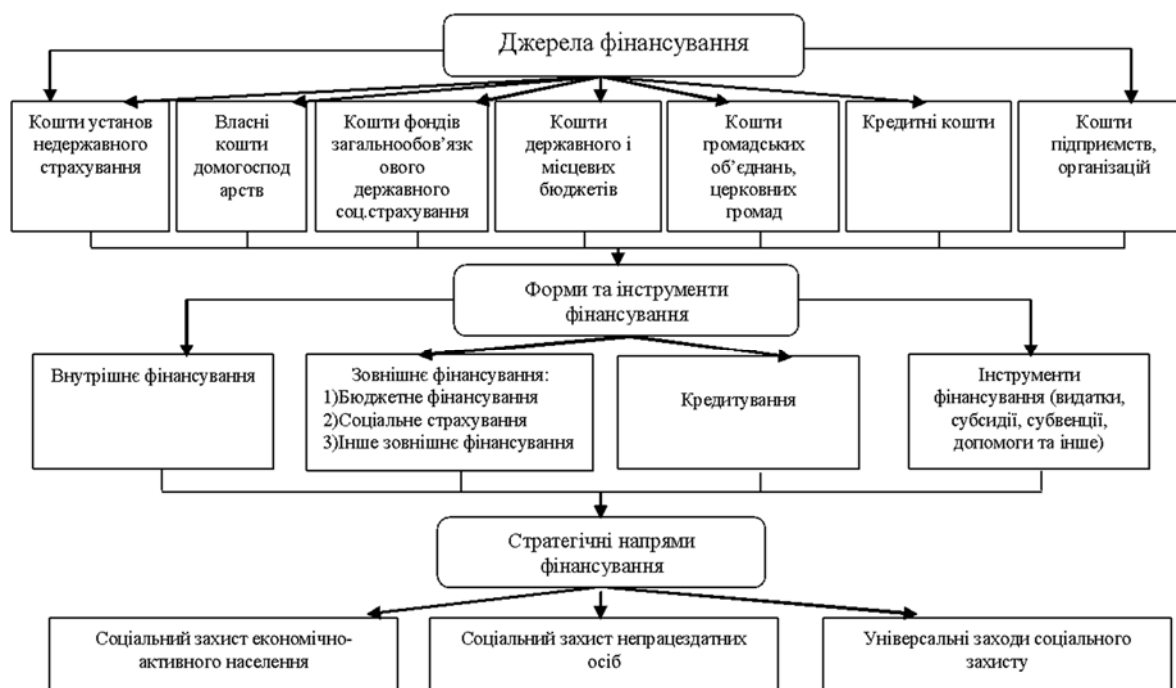 Джерела фінансування
Кошти установ
недержавного
страхування
Власні
кошти
домогоспод
арств
Кошти фондів
загальнообов’язк
ового
державного
соц.страхування
Кошти
державного і
місцевих
бюджетів
Кошти
громадських
об’єднань,
церковних
громад
Кредитні кошти
Кошти
підприємств,
організацій
Форми та інструменти
фінансування
Внутрішнє фінансування
Зовнішнє фінансування:
1)Бюджетне фінансування
2)Соціальне страхування
3)Інше зовнішнє фінансування
Кредитування
Інструменти
фінансування (видатки,
субсидії, субвенції,
допомоги та інше)
Стратегічні напрями
фінансування
Соціальний захист економічно-
активного населення
Соціальний захист непрацездатних
осіб
Універсальні заходи соціального
захисту